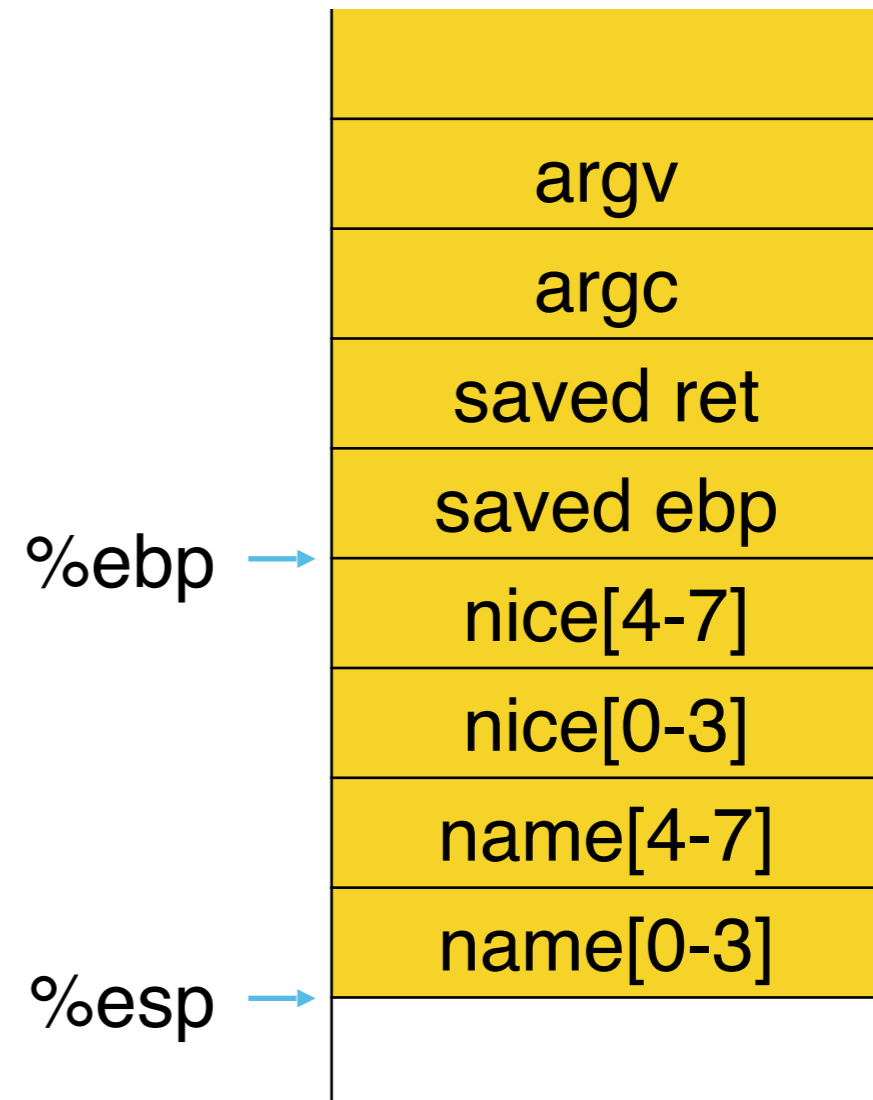 argv
argc
saved ret
saved ebp
%ebp
nice[4-7]
nice[0-3]
name[4-7]
name[0-3]
%esp